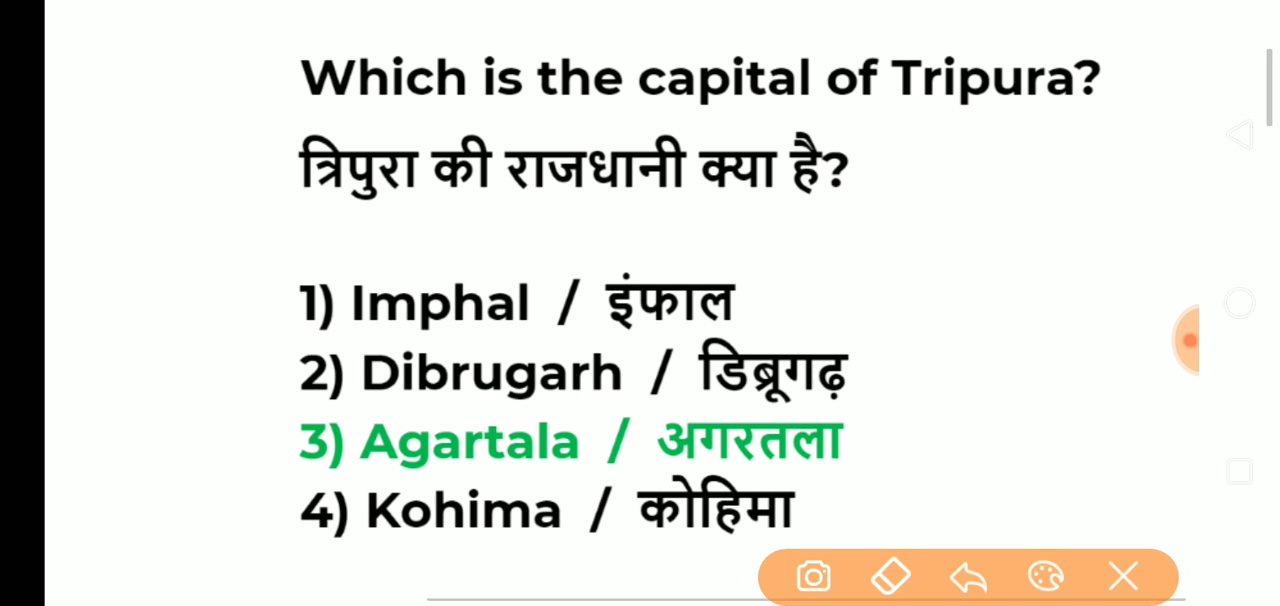 Which is the capital of Tripura?
त्रिपुरा की राजधानी क्या है?
1) Imphal / इंफाल
2) Dibrugarh / डिब्रूगढ़
3) Agartala / अगरतला
4) Kohima / कोहिमा